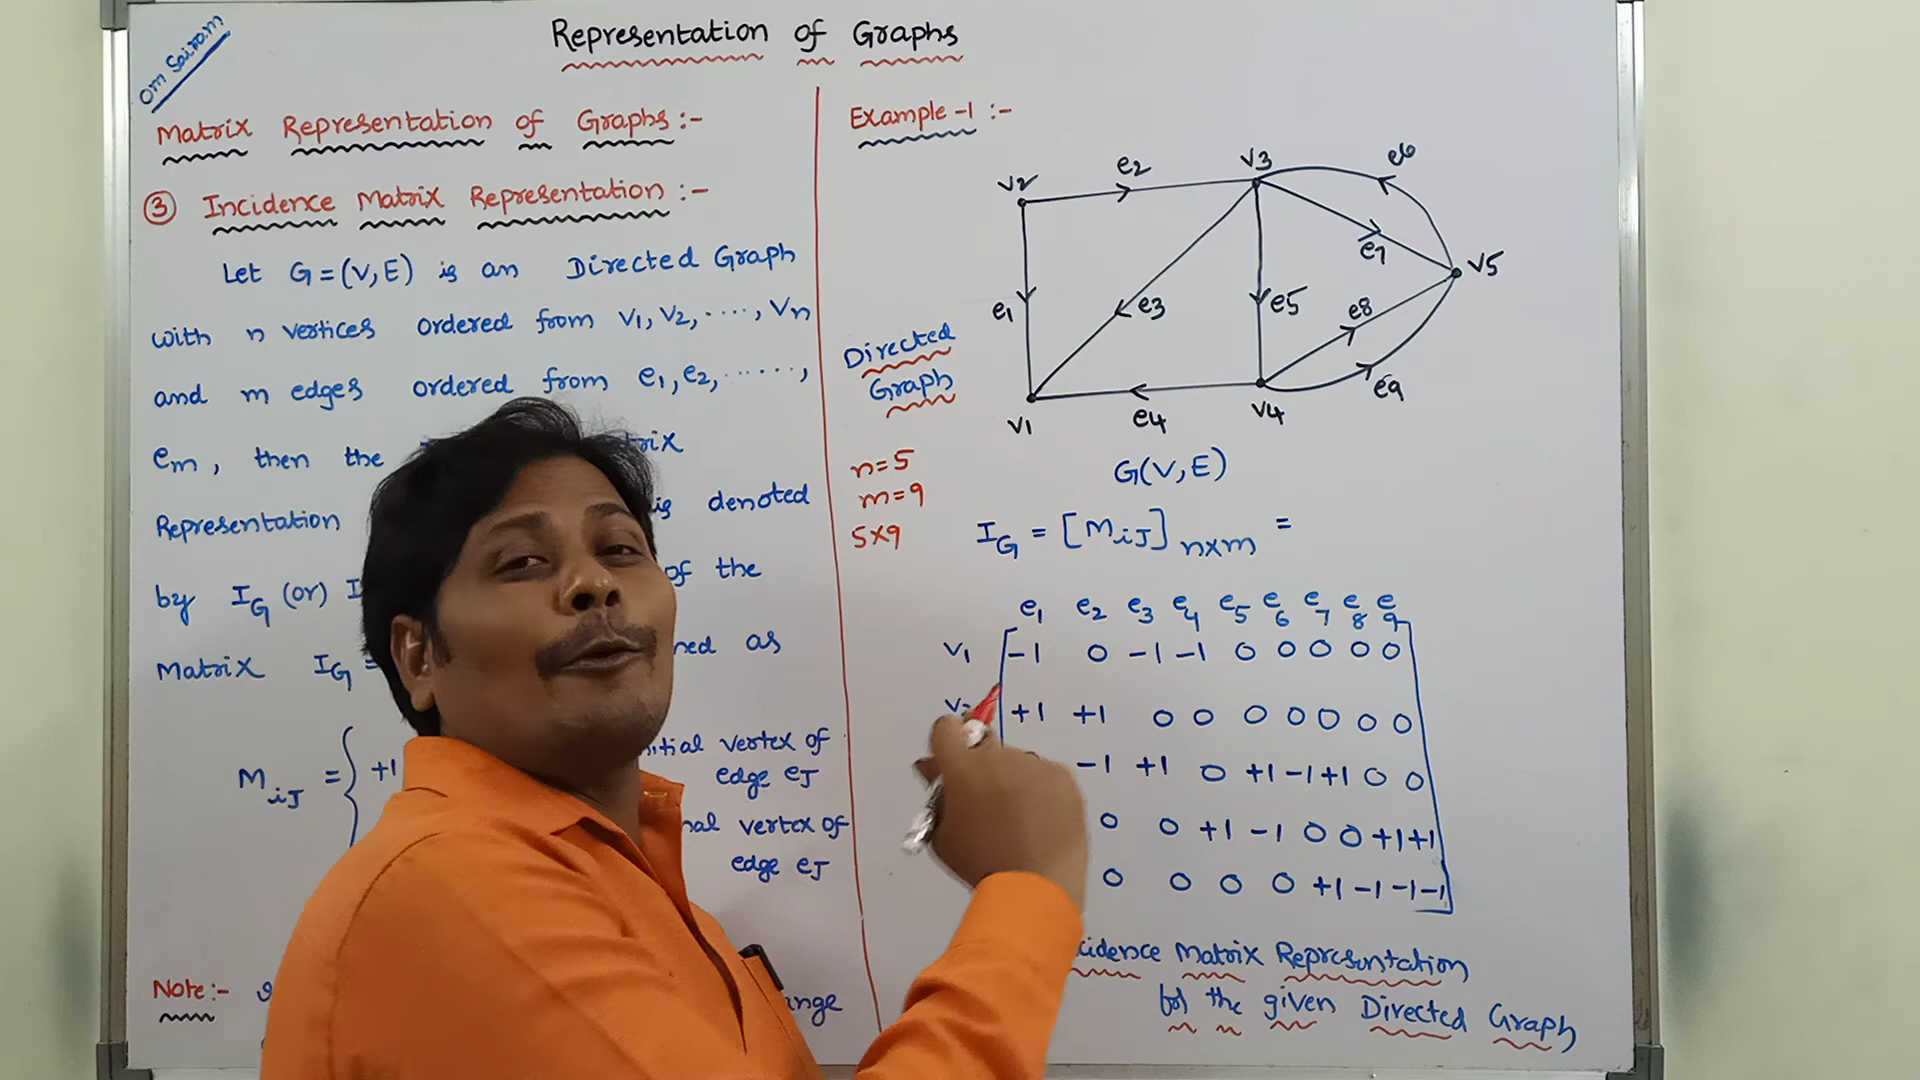 Om Sairam
Representation of Graphs
Matrix Representation of Graphs:-
③ Incidence Matrix Representation:-
Let G=(V,E) is an Directed Graph
with n vertices ordered from v1,v2,....,vn
and m edges ordered from e1,e2,......,
em, then the
Representation is denoted
by IG (or) of the
Matrix IG = as
MiJ = { +1 vertex of
edge eJ
vertex of
edge eJ
Note:-
Example-1:-
v2 e2 v3 e6
e7 v5
e1 e3 e5 e8
v1 e4 v4 e9
Directed
Graph
n=5
m=9
5x9
G(V,E)
IG = [MiJ] nxm =
e1 e2 e3 e4 e5 e6 e7 e8 e9
v1 -1 0 -1 -1 0 0 0 0 0
+1 +1 0 0 0 0 0 0 0
-1 +1 0 +1 -1 +1 0 0
0 0 +1 -1 0 0 +1 +1
0 0 0 0 +1 -1 -1 -1
Matrix Representation
for the given Directed Graph